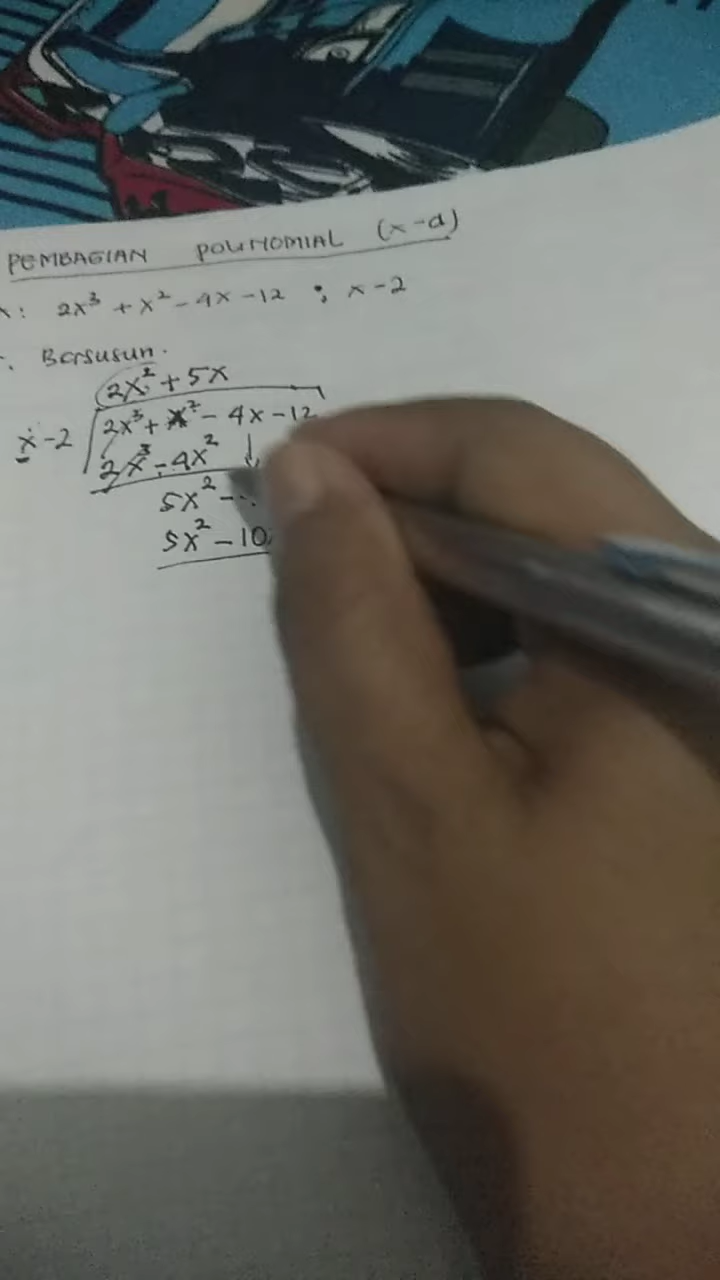 PEMBAGIAN POLINOMIAL (x-a)
: 2x³ + x² - 4x - 12 : x - 2
. Bersusun.
2x² + 5x
x-2 2x³ + x² - 4x - 12
2x³ - 4x²
5x² -
5x² - 10